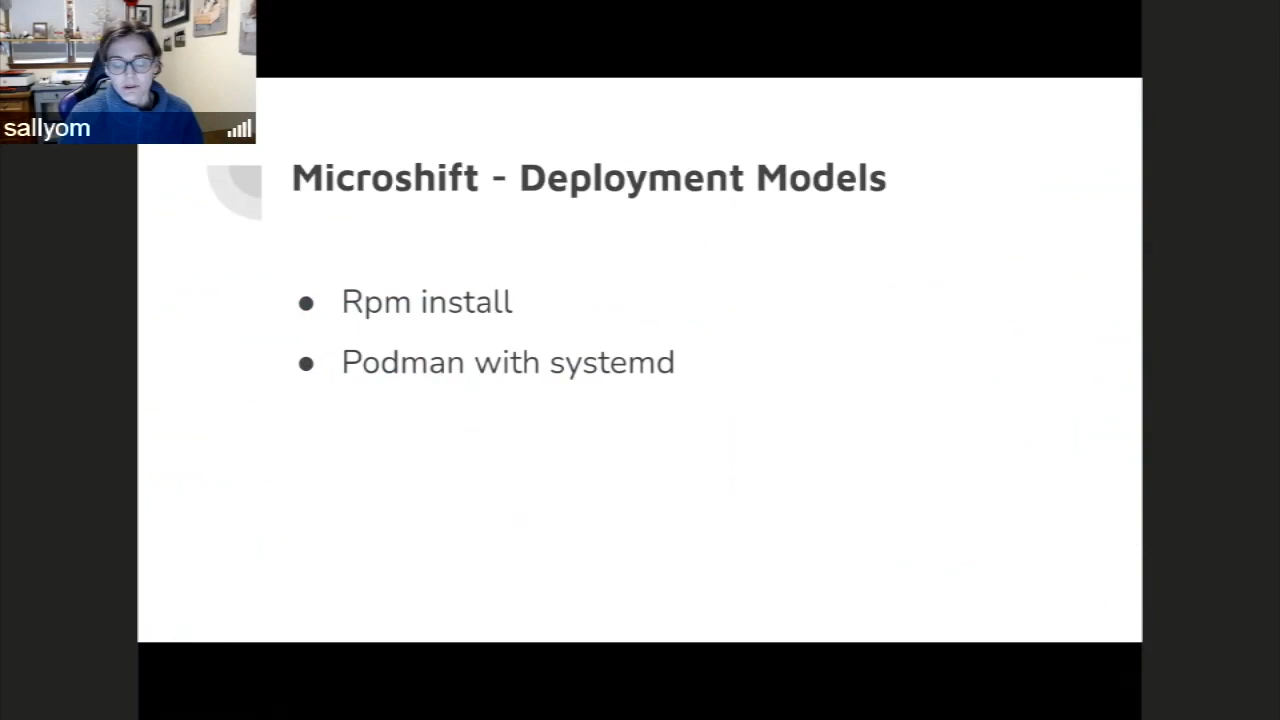 sallyom
Microshift - Deployment Models
● Rpm install
● Podman with systemd